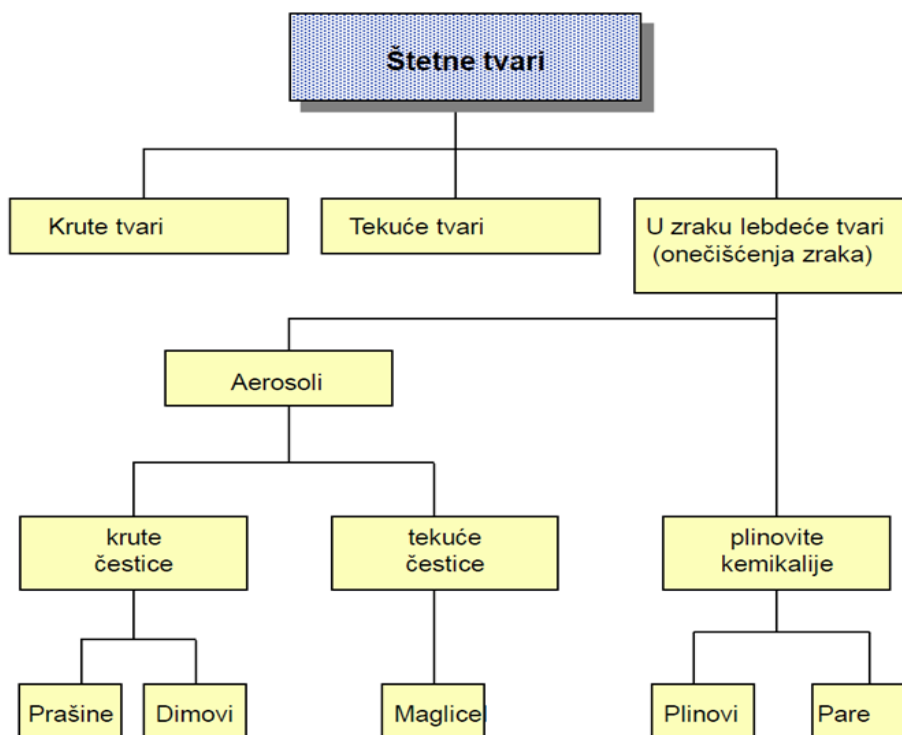 Štetne tvari
Krute tvari
Tekuće tvari
U zraku lebdeće tvari
(onečišćenja zraka)
Aerosoli
krute
čestice
tekuće
čestice
plinovite
kemikalije
Prašine
Dimovi
Maglicel
Plinovi
Pare